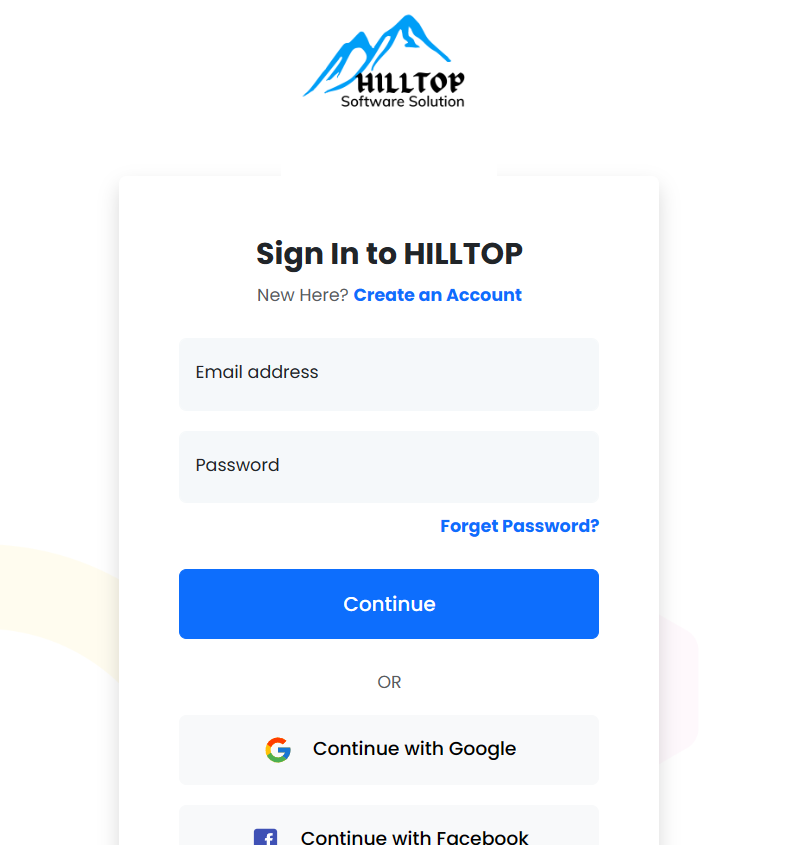 HILLTOP
Software Solution
Sign In to HILLTOP
New Here? Create an Account
Email address
Password
Forget Password?
Continue
OR
Continue with Google
Continue with Facebook